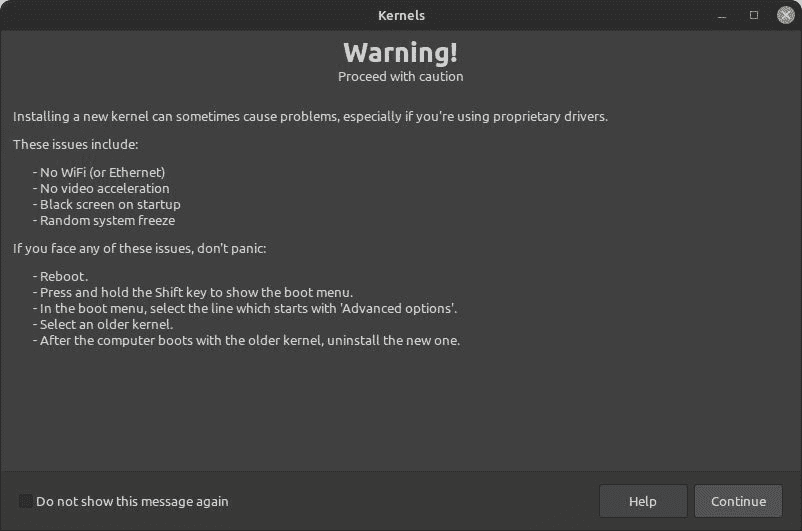 Kernels
Warning!
Proceed with caution
Installing a new kernel can sometimes cause problems, especially if you're using proprietary drivers.
These issues include:
- No WiFi (or Ethernet)
- No video acceleration
- Black screen on startup
- Random system freeze
If you face any of these issues, don't panic:
- Reboot.
- Press and hold the Shift key to show the boot menu.
- In the boot menu, select the line which starts with 'Advanced options'.
- Select an older kernel.
- After the computer boots with the older kernel, uninstall the new one.
Do not show this message again
Help
Continue